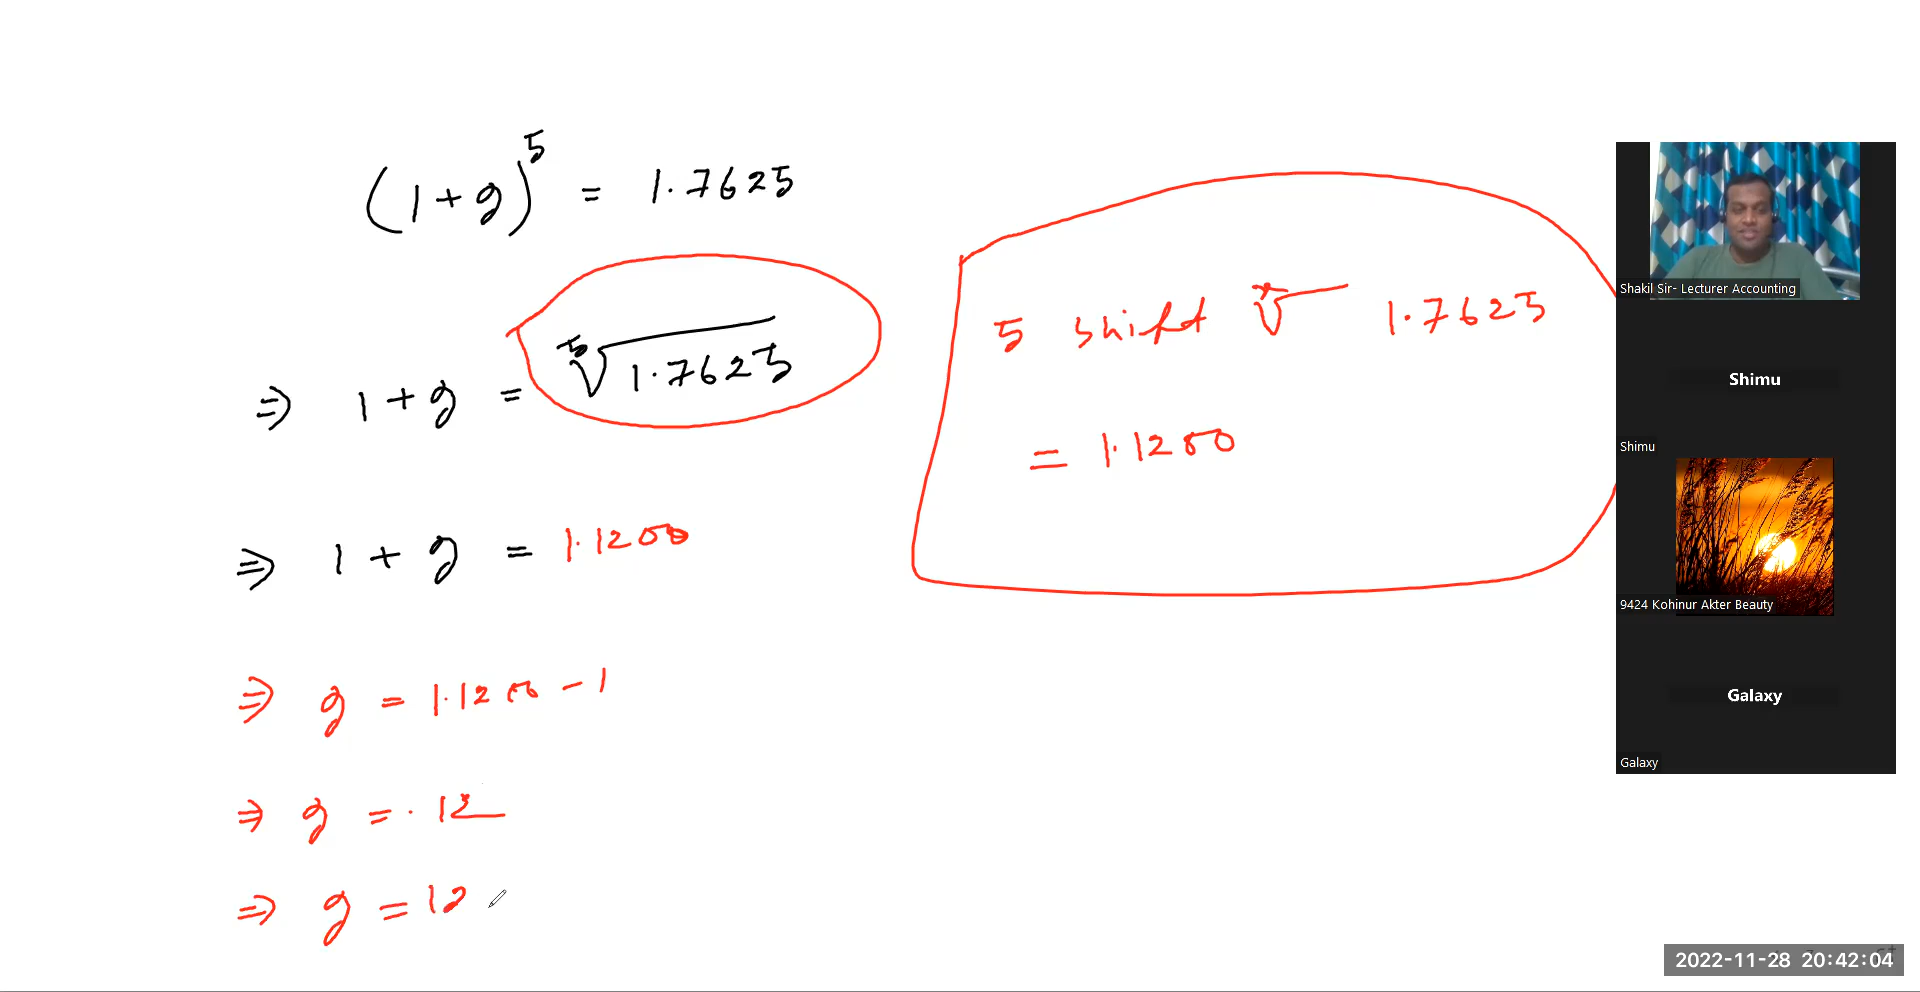 (1+g)^5 = 1.7625
⇒ 1+g = ⁵√1.7625
⇒ 1 + g = 1.1200
⇒ g = 1.1200 - 1
⇒ g = .12
⇒ g = 12
5 shift ˣ√ 1.7625
= 1.1200
Shakil Sir- Lecturer Accounting
Shimu
Shimu
9424 Kohinur Akter Beauty
Galaxy
Galaxy
2022-11-28 20:42:04